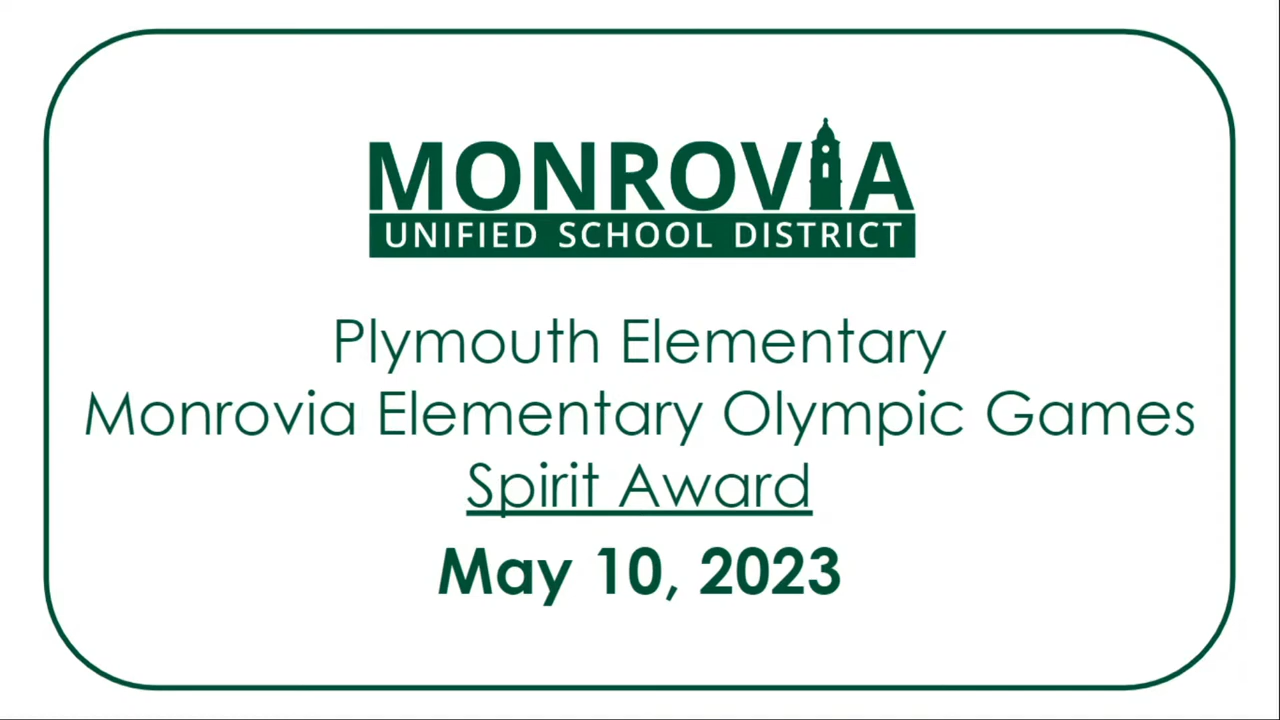 MONROVIA
UNIFIED SCHOOL DISTRICT
Plymouth Elementary
Monrovia Elementary Olympic Games
Spirit Award
May 10, 2023